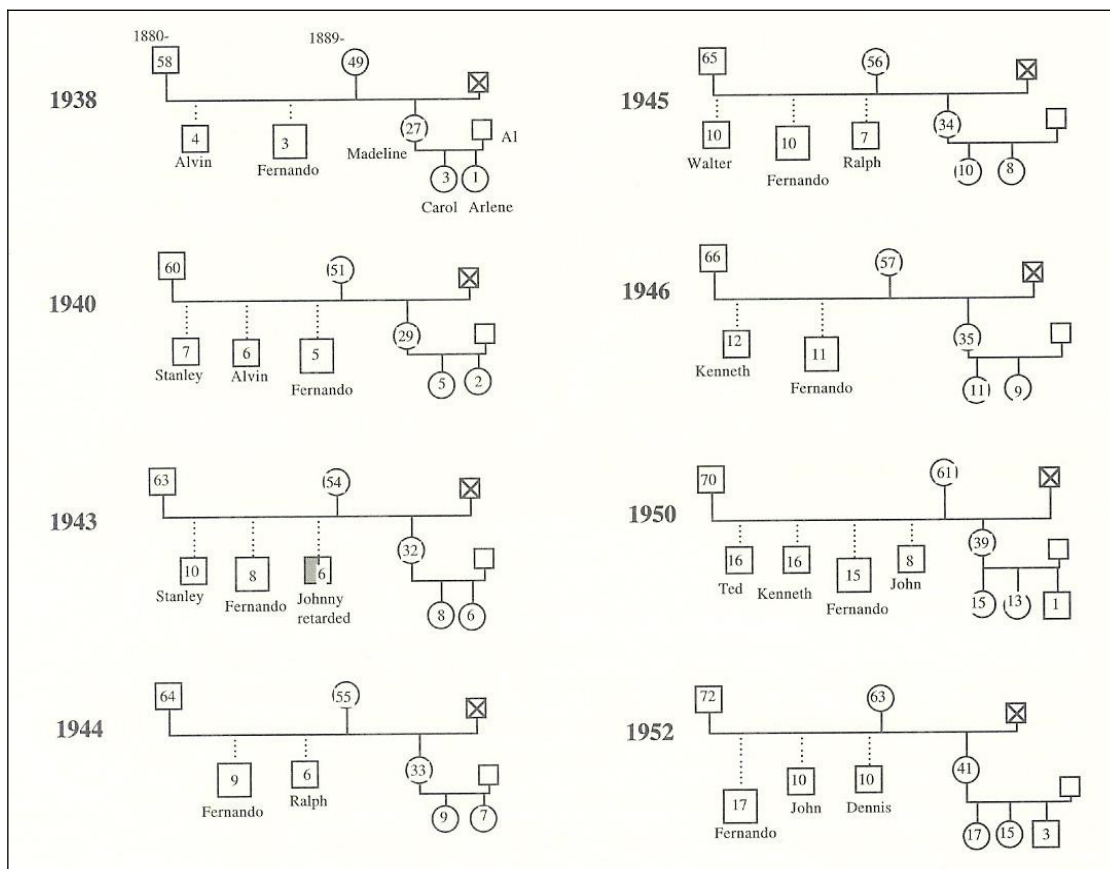 1938
1880-
1889-
58
49
4
Alvin
3
Fernando
27
Madeline
Al
3
1
Carol
Arlene
1940
60
51
7
Stanley
6
Alvin
5
Fernando
29
5
2
1943
63
54
10
Stanley
8
Fernando
6
Johnny
retarded
32
8
6
1944
64
55
9
Fernando
6
Ralph
33
9
7
1945
65
56
10
Walter
10
Fernando
7
Ralph
34
10
8
1946
66
57
12
Kenneth
11
Fernando
35
11
9
1950
70
61
16
Ted
16
Kenneth
15
Fernando
8
John
39
15
13
1
1952
72
63
17
Fernando
10
John
10
Dennis
41
17
15
3